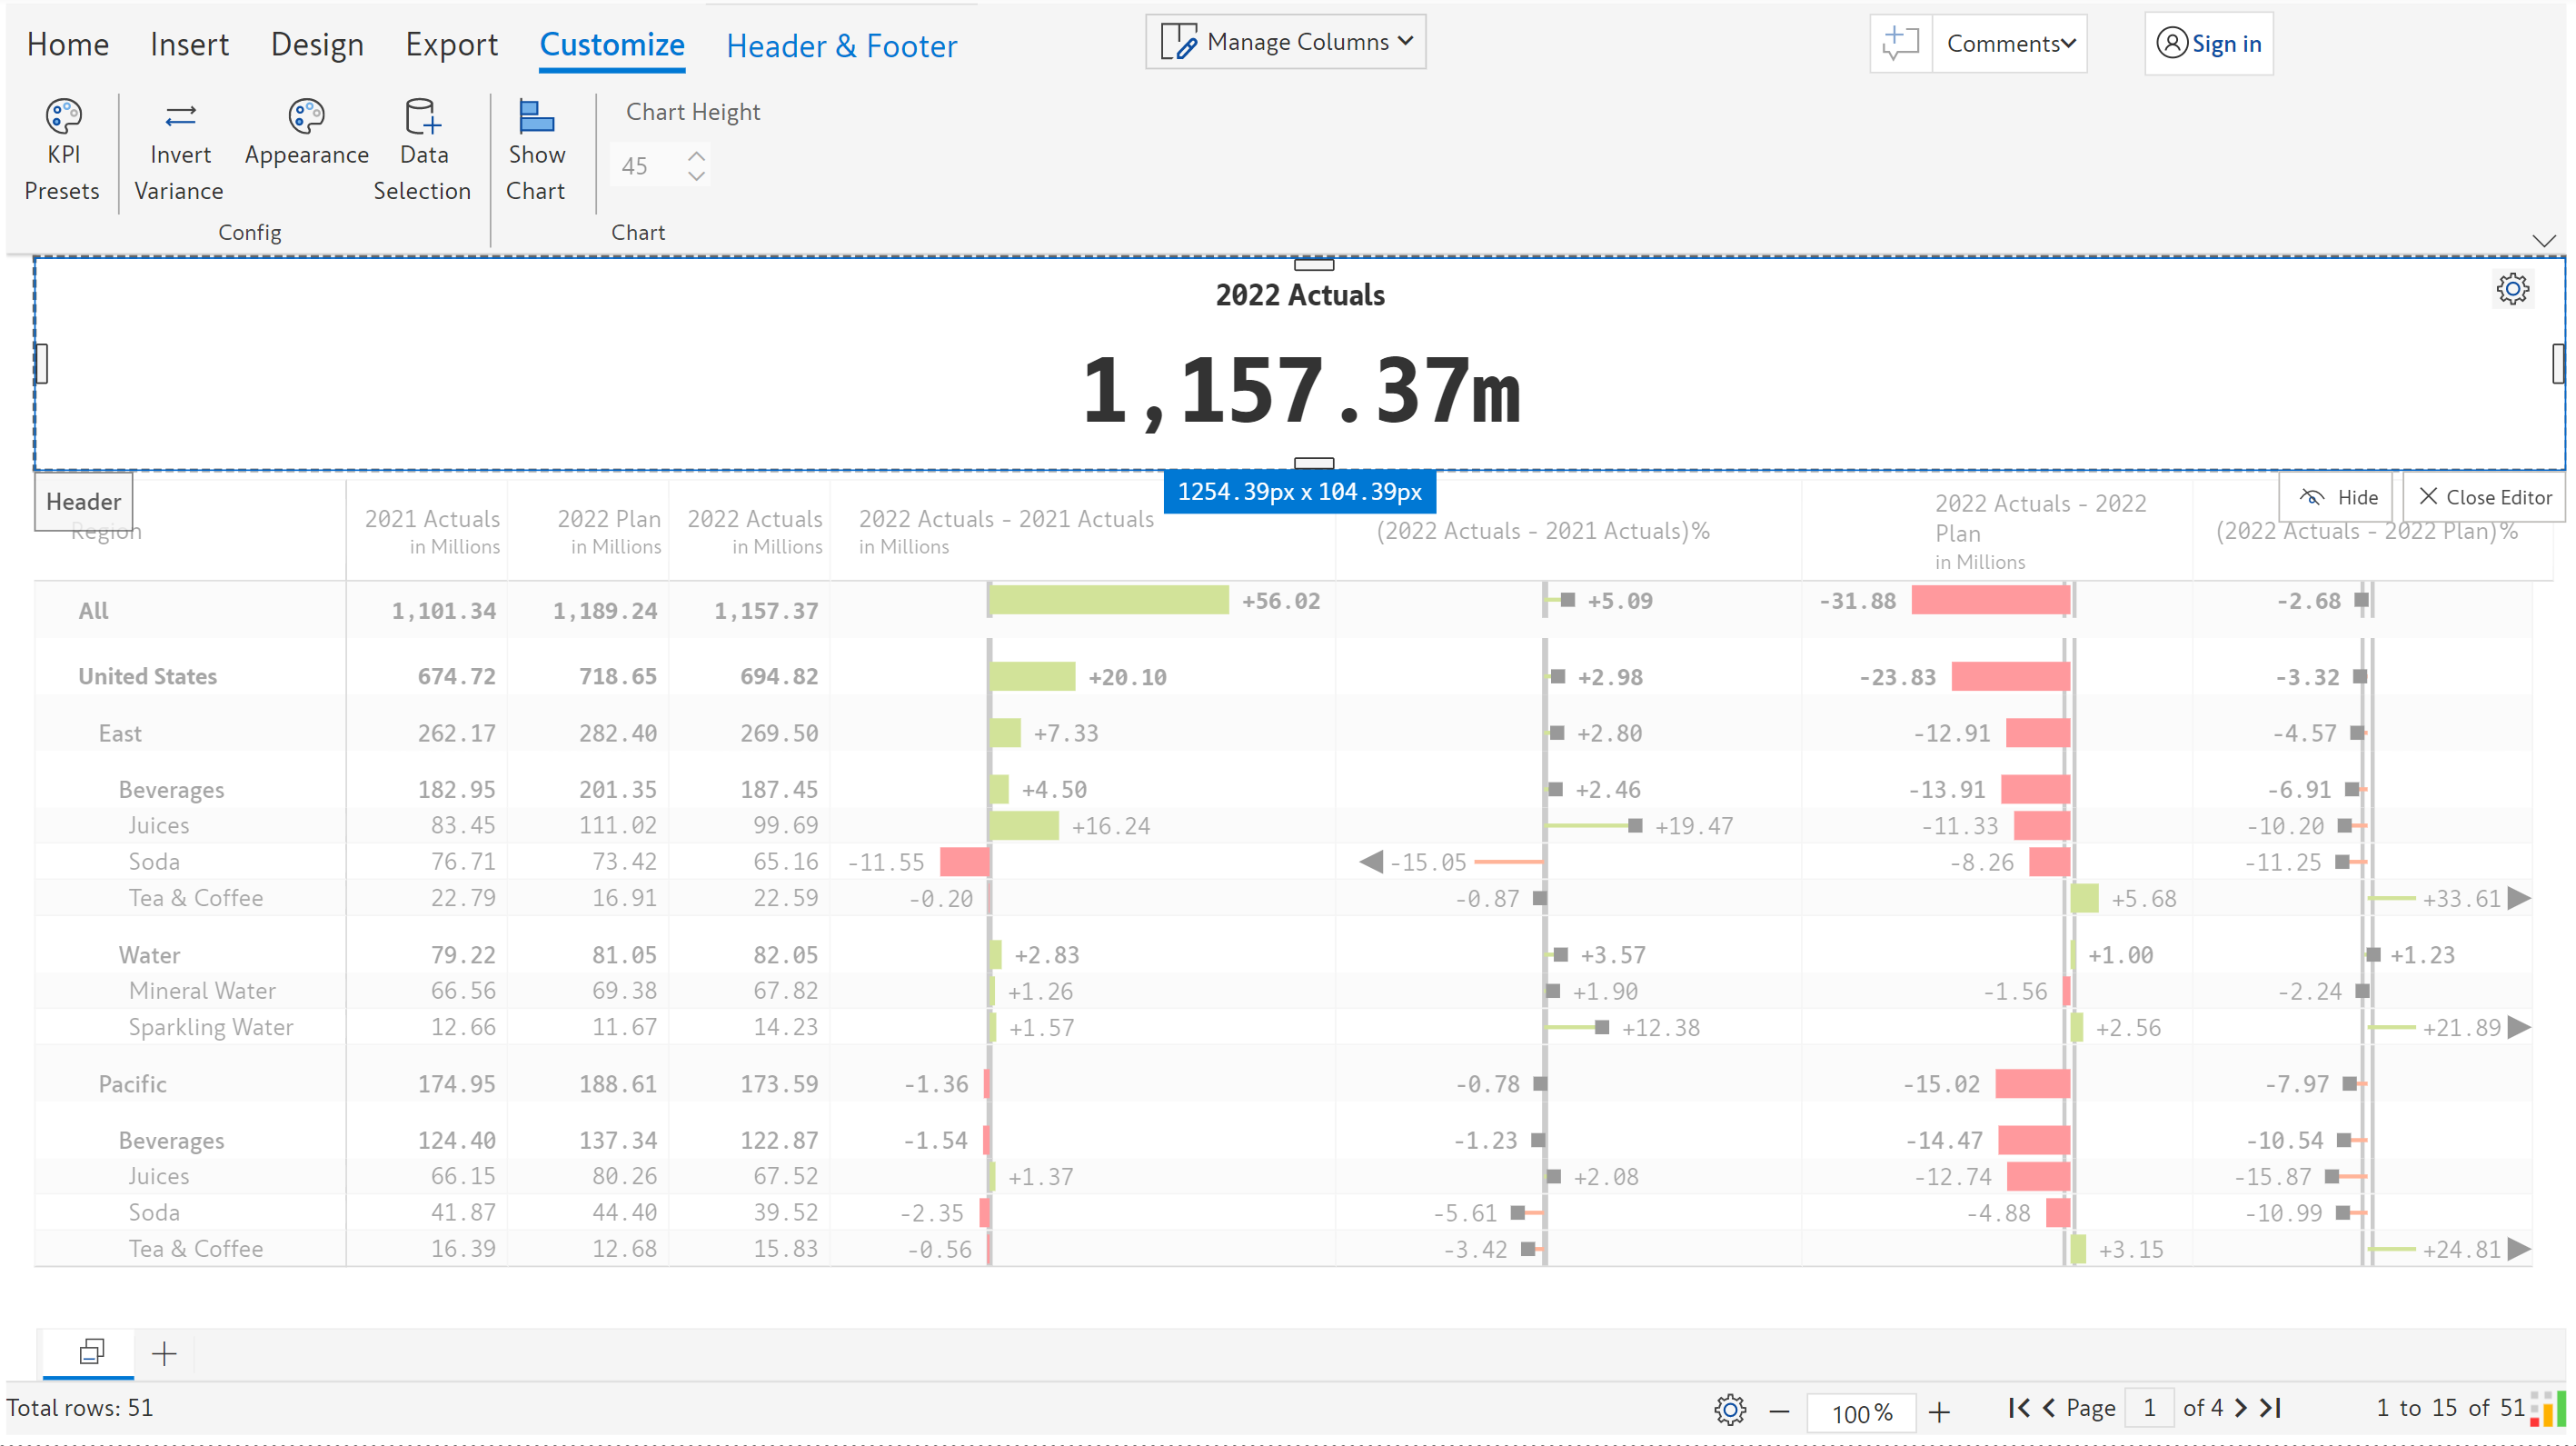 Home Insert Design Export Customize Header & Footer Manage Columns Comments Sign in
KPI Presets Invert Variance Appearance Data Selection Show Chart Chart Height
45
Config Chart
2022 Actuals
1,157.37m
1254.39px x 104.39px
Header Hide Close Editor
Region 2021 Actuals in Millions 2022 Plan in Millions 2022 Actuals in Millions 2022 Actuals - 2021 Actuals in Millions (2022 Actuals - 2021 Actuals)% 2022 Actuals - 2022 Plan in Millions (2022 Actuals - 2022 Plan)%
All 1,101.34 1,189.24 1,157.37 +56.02 +5.09 -31.88 -2.68
United States 674.72 718.65 694.82 +20.10 +2.98 -23.83 -3.32
East 262.17 282.40 269.50 +7.33 +2.80 -12.91 -4.57
Beverages 182.95 201.35 187.45 +4.50 +2.46 -13.91 -6.91
Juices 83.45 111.02 99.69 +16.24 +19.47 -11.33 -10.20
Soda 76.71 73.42 65.16 -11.55 -15.05 -8.26 -11.25
Tea & Coffee 22.79 16.91 22.59 -0.20 -0.87 +5.68 +33.61
Water 79.22 81.05 82.05 +2.83 +3.57 +1.00 +1.23
Mineral Water 66.56 69.38 67.82 +1.26 +1.90 -1.56 -2.24
Sparkling Water 12.66 11.67 14.23 +1.57 +12.38 +2.56 +21.89
Pacific 174.95 188.61 173.59 -1.36 -0.78 -15.02 -7.97
Beverages 124.40 137.34 122.87 -1.54 -1.23 -14.47 -10.54
Juices 66.15 80.26 67.52 +1.37 +2.08 -12.74 -15.87
Soda 41.87 44.40 39.52 -2.35 -5.61 -4.88 -10.99
Tea & Coffee 16.39 12.68 15.83 -0.56 -3.42 +3.15 +24.81
Total rows: 51 100% Page 1 of 4 1 to 15 of 51